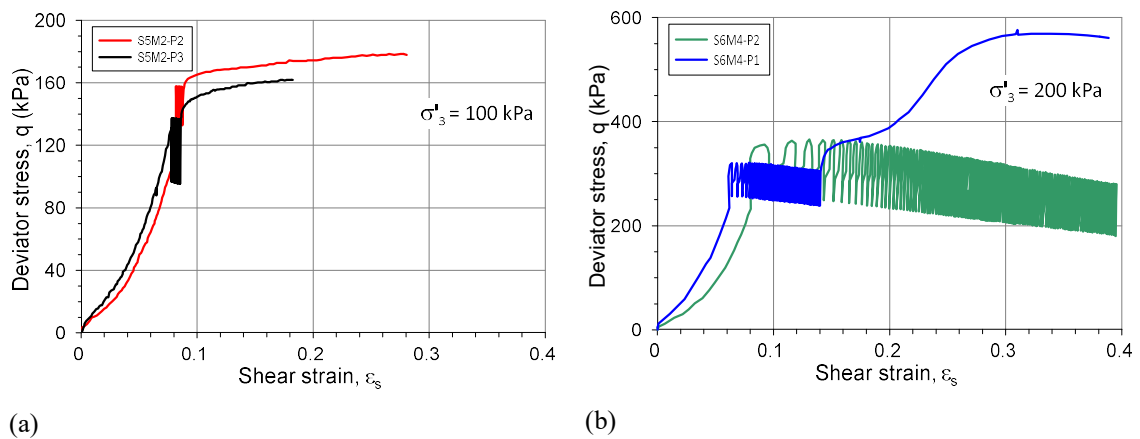 200
160
120
80
40
0
Deviator stress, q (kPa)
S5M2-P2
S5M2-P3
σ'₃ = 100 kPa
0 0.1 0.2 0.3 0.4
Shear strain, εₛ
(a)
600
400
200
0
Deviator stress, q (kPa)
S6M4-P2
S6M4-P1
σ'₃ = 200 kPa
0 0.1 0.2 0.3 0.4
Shear strain, εₛ
(b)